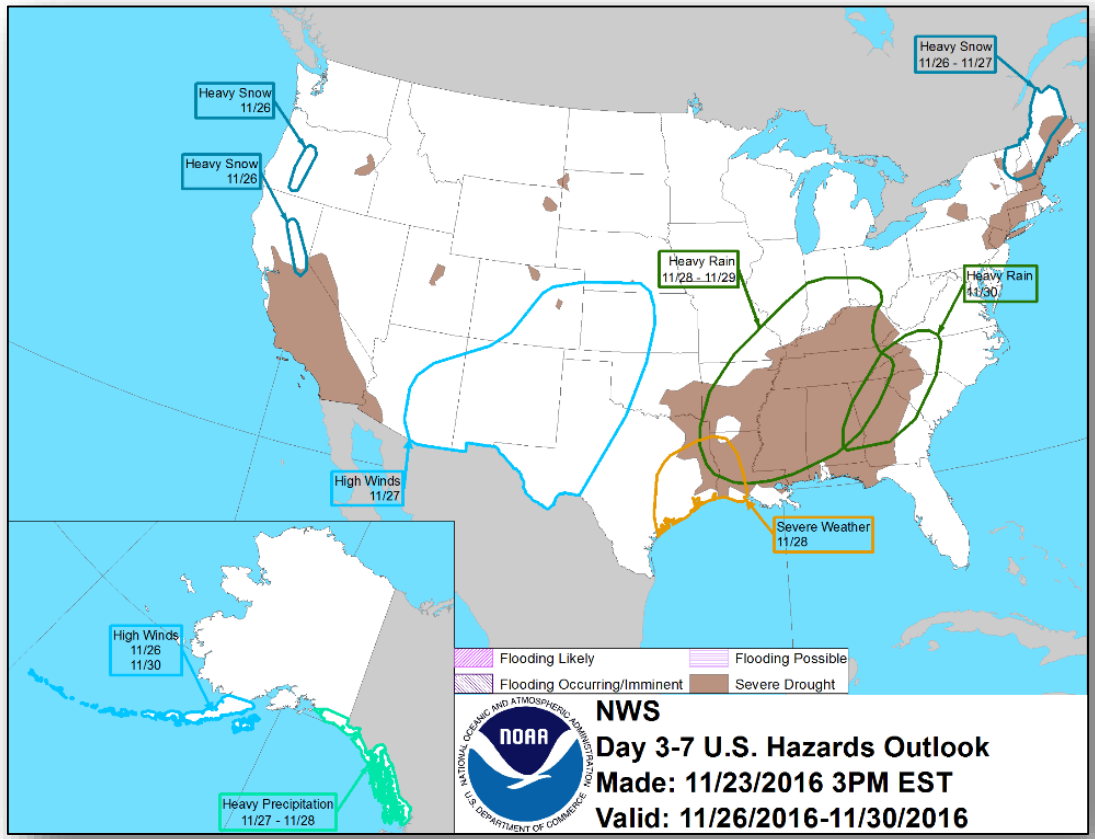 Heavy Snow
11/26 - 11/27
Heavy Snow
11/26
Heavy Snow
11/26
Heavy Rain
11/28 - 11/29
Heavy Rain
11/30
High Winds
11/27
Severe Weather
11/28
High Winds
11/26
11/30
Heavy Precipitation
11/27 - 11/28
Flooding Likely
Flooding Possible
Flooding Occurring/Imminent
Severe Drought
NATIONAL OCEANIC AND ATMOSPHERIC ADMINISTRATION
NOAA
U.S. DEPARTMENT OF COMMERCE
NWS
Day 3-7 U.S. Hazards Outlook
Made: 11/23/2016 3PM EST
Valid: 11/26/2016-11/30/2016